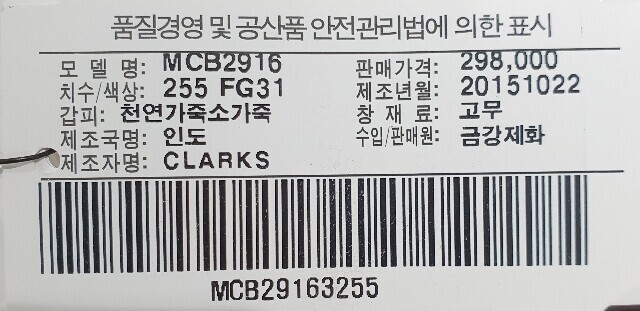 품질경영 및 공산품 안전관리법에 의한 표시
모 델 명: MCB2916 판매가격: 298,000
치수/색상: 255 FG31 제조년월: 20151022
갑피: 천연가죽소가죽 창 재 료: 고무
제조국명: 인도 수입/판매원: 금강제화
제조자명: CLARKS
MCB29163255